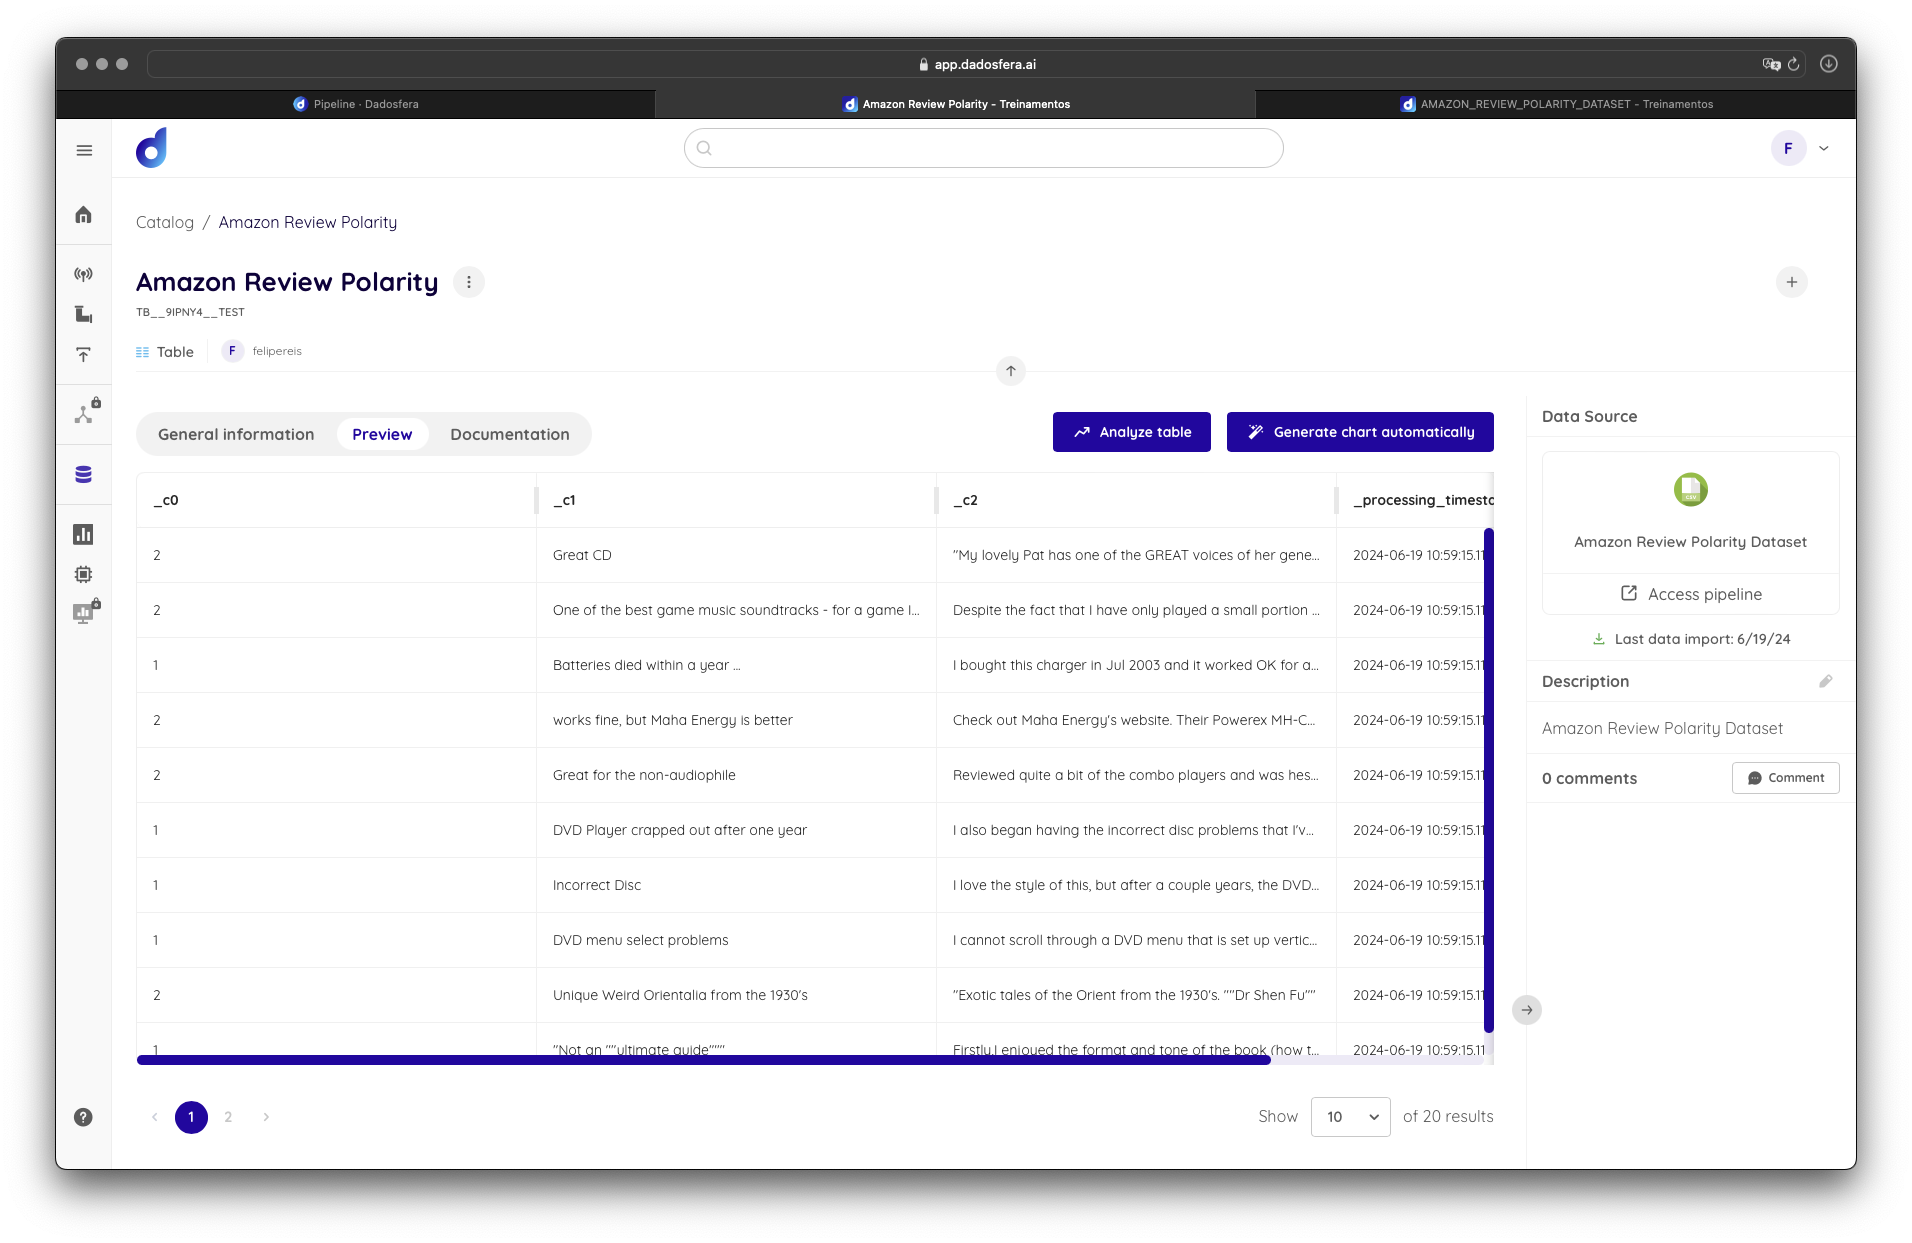 app.dadosfera.ai
Pipeline · Dadosfera
Amazon Review Polarity - Treinamentos
AMAZON_REVIEW_POLARITY_DATASET - Treinamentos
F
Catalog / Amazon Review Polarity
Amazon Review Polarity
TB__9IPNY4__TEST
Table F felipereis
General information Preview Documentation
Analyze table
Generate chart automatically
_c0 _c1 _c2 _processing_timesta
2 Great CD "My lovely Pat has one of the GREAT voices of her gene... 2024-06-19 10:59:15.11
2 One of the best game music soundtracks - for a game I... Despite the fact that I have only played a small portion ... 2024-06-19 10:59:15.11
1 Batteries died within a year ... I bought this charger in Jul 2003 and it worked OK for a... 2024-06-19 10:59:15.11
2 works fine, but Maha Energy is better Check out Maha Energy's website. Their Powerex MH-C... 2024-06-19 10:59:15.11
2 Great for the non-audiophile Reviewed quite a bit of the combo players and was hes... 2024-06-19 10:59:15.11
1 DVD Player crapped out after one year I also began having the incorrect disc problems that I'v... 2024-06-19 10:59:15.11
1 Incorrect Disc I love the style of this, but after a couple years, the DVD... 2024-06-19 10:59:15.11
1 DVD menu select problems I cannot scroll through a DVD menu that is set up vertic... 2024-06-19 10:59:15.11
2 Unique Weird Orientalia from the 1930's "Exotic tales of the Orient from the 1930's. ""Dr Shen Fu"" 2024-06-19 10:59:15.11
1 "Not an ""ultimate guide""" Firstly,I enjoyed the format and tone of the book (how t... 2024-06-19 10:59:15.11
1 2
Show 10 of 20 results
Data Source
CSV
Amazon Review Polarity Dataset
Access pipeline
Last data import: 6/19/24
Description
Amazon Review Polarity Dataset
0 comments Comment